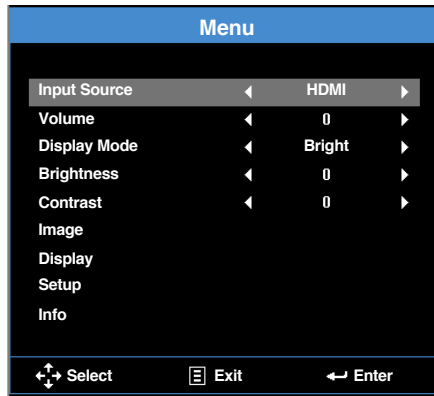 Menu
Input Source HDMI
Volume 0
Display Mode Bright
Brightness 0
Contrast 0
Image
Display
Setup
Info
Select Exit Enter